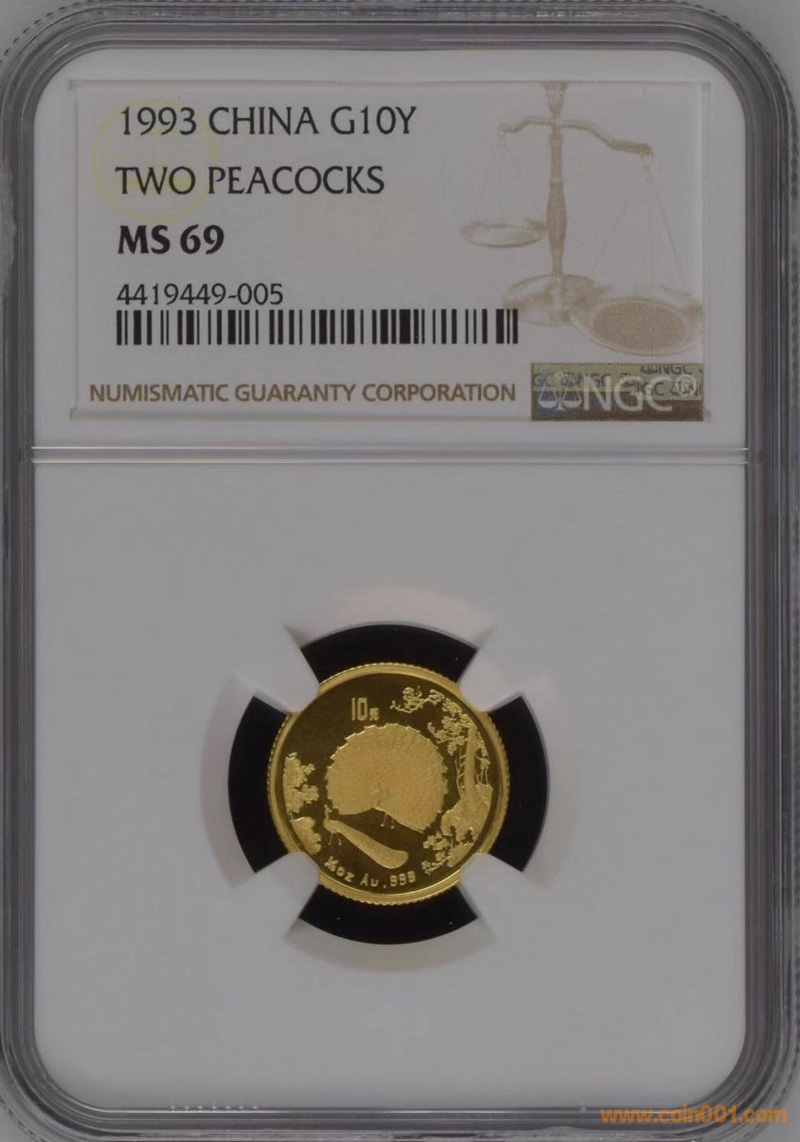 1993 CHINA G10Y
TWO PEACOCKS
MS 69
4419449-005
NUMISMATIC GUARANTY CORPORATION
NGC
10元
oz Au .999
www.coin001.com